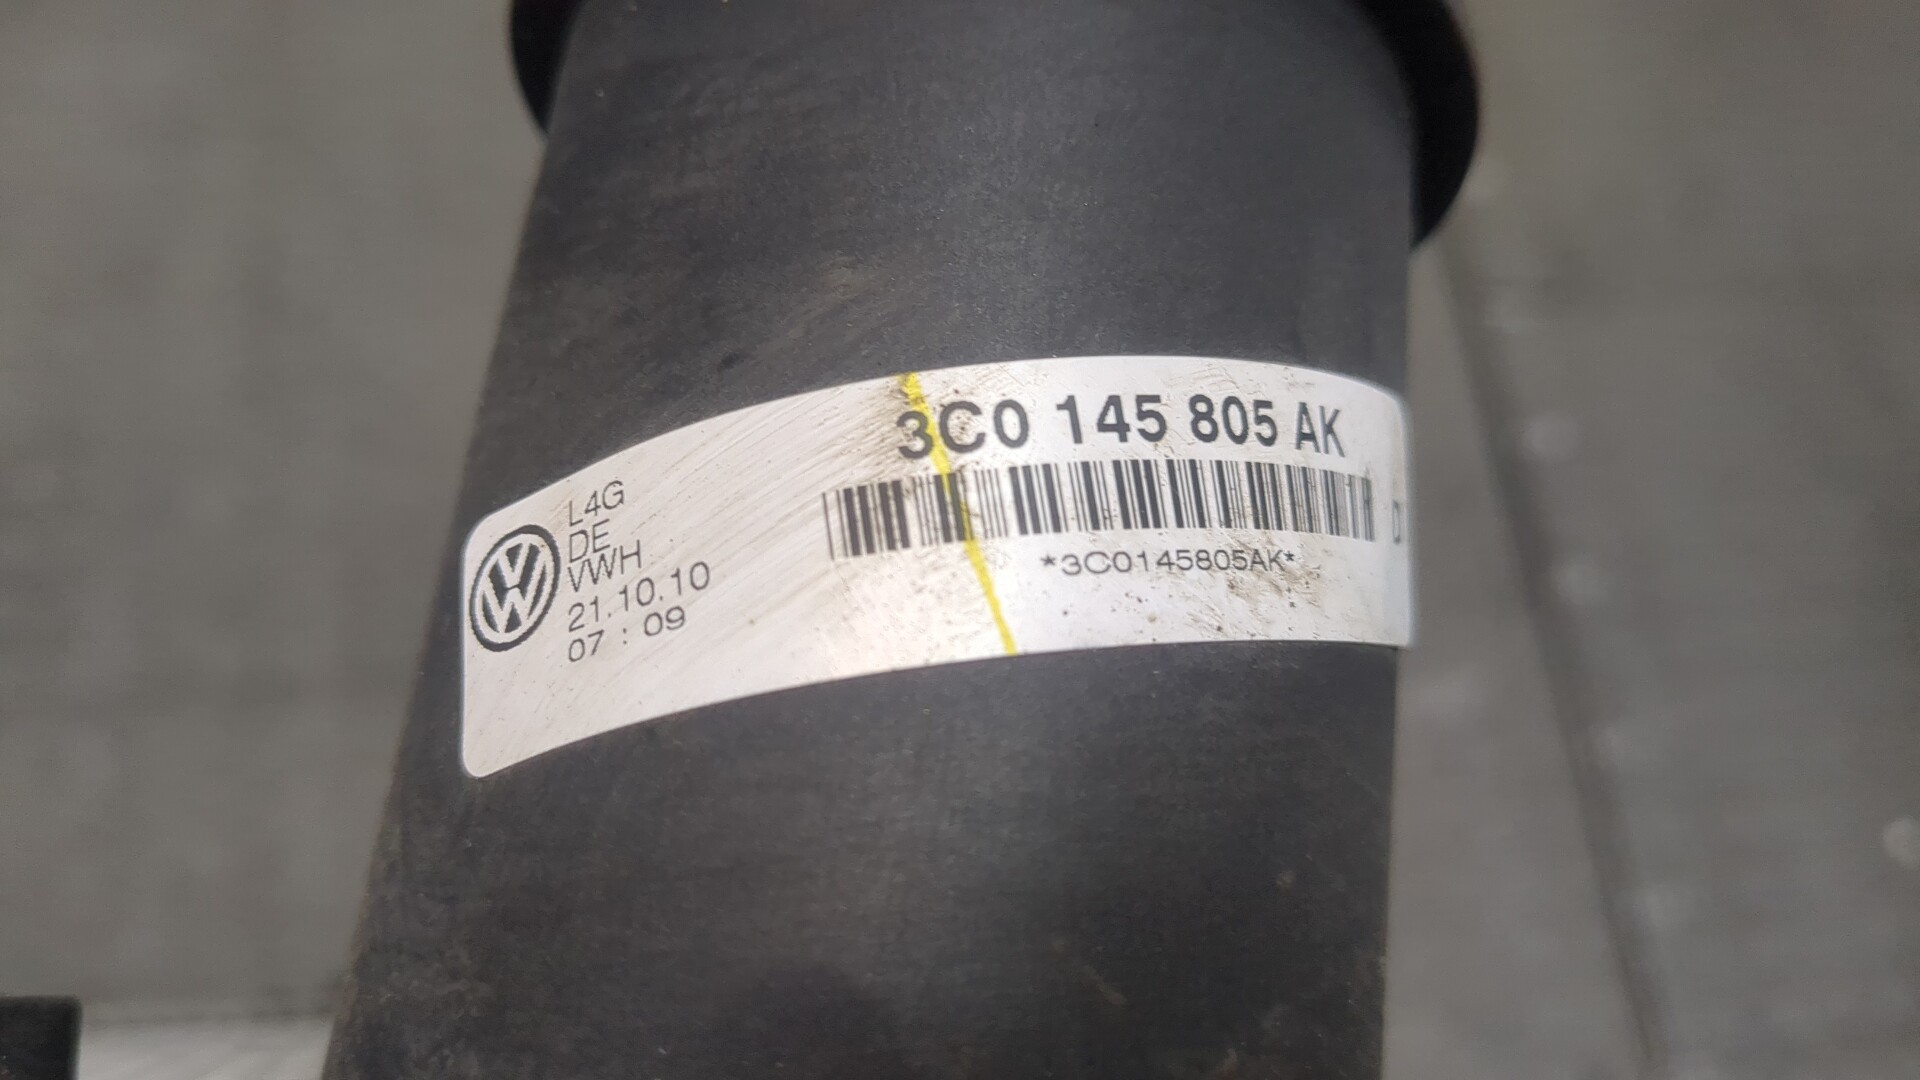 3C0 145 805 AK
*3C0145805AK*
L4G
DE
VWH
21.10.10
07 : 09